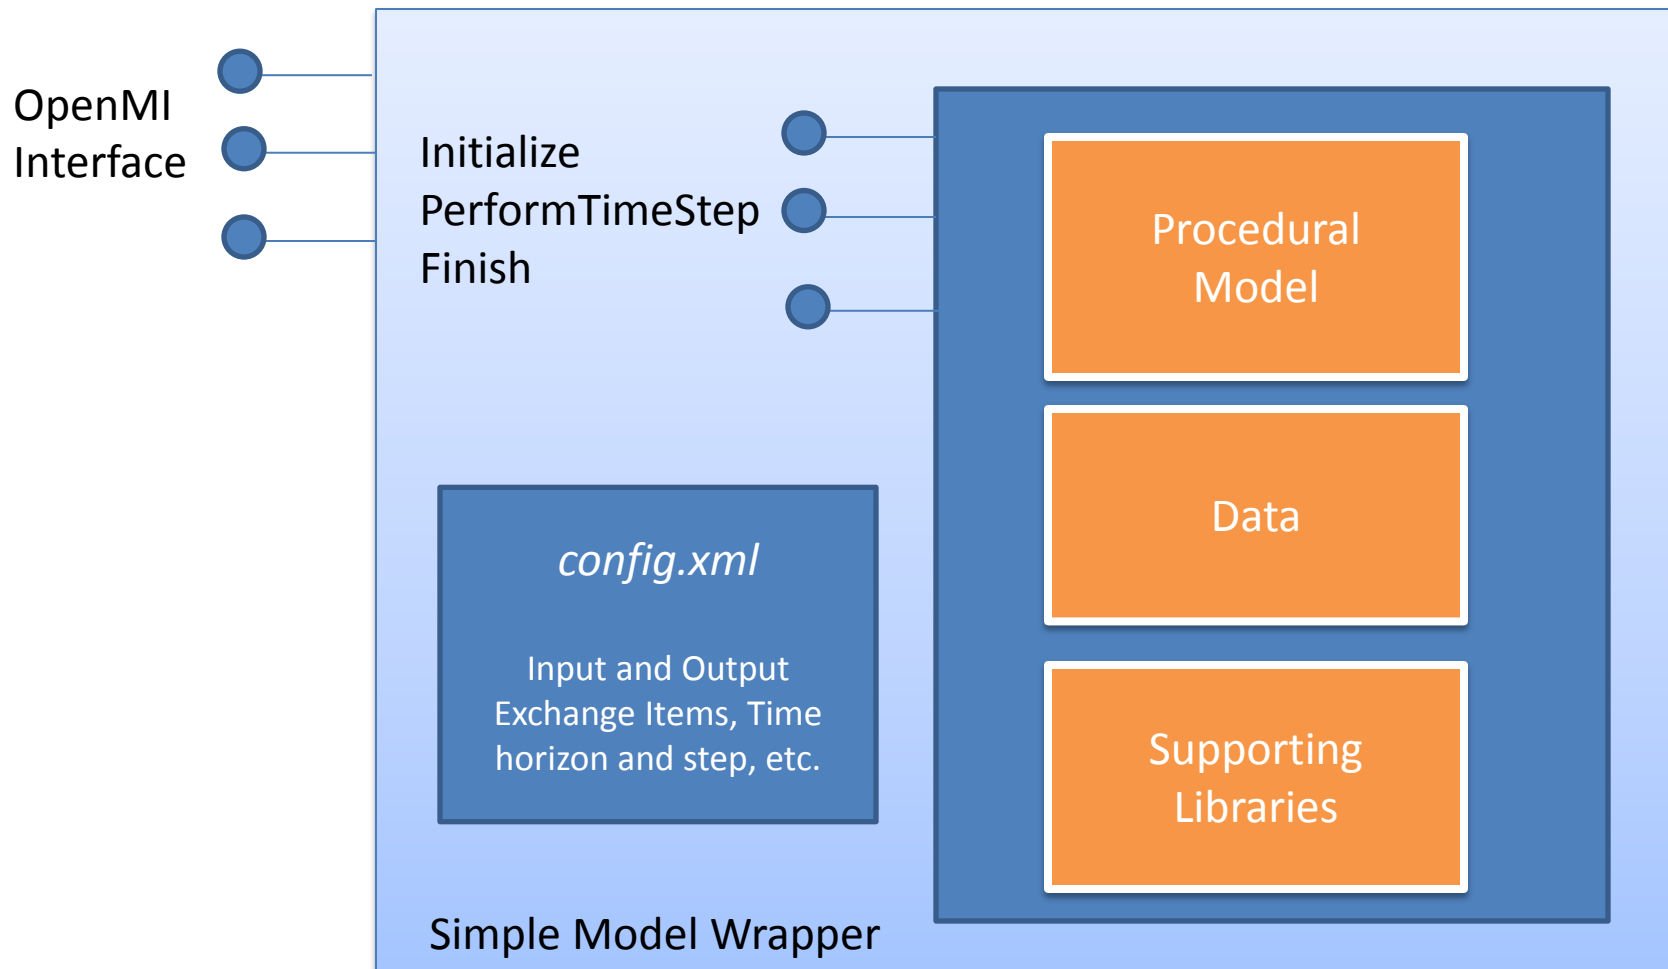 OpenMI
Interface
Initialize
PerformTimeStep
Finish
Procedural
Model
Data
config.xml
Input and Output
Exchange Items, Time
horizon and step, etc.
Supporting
Libraries
Simple Model Wrapper